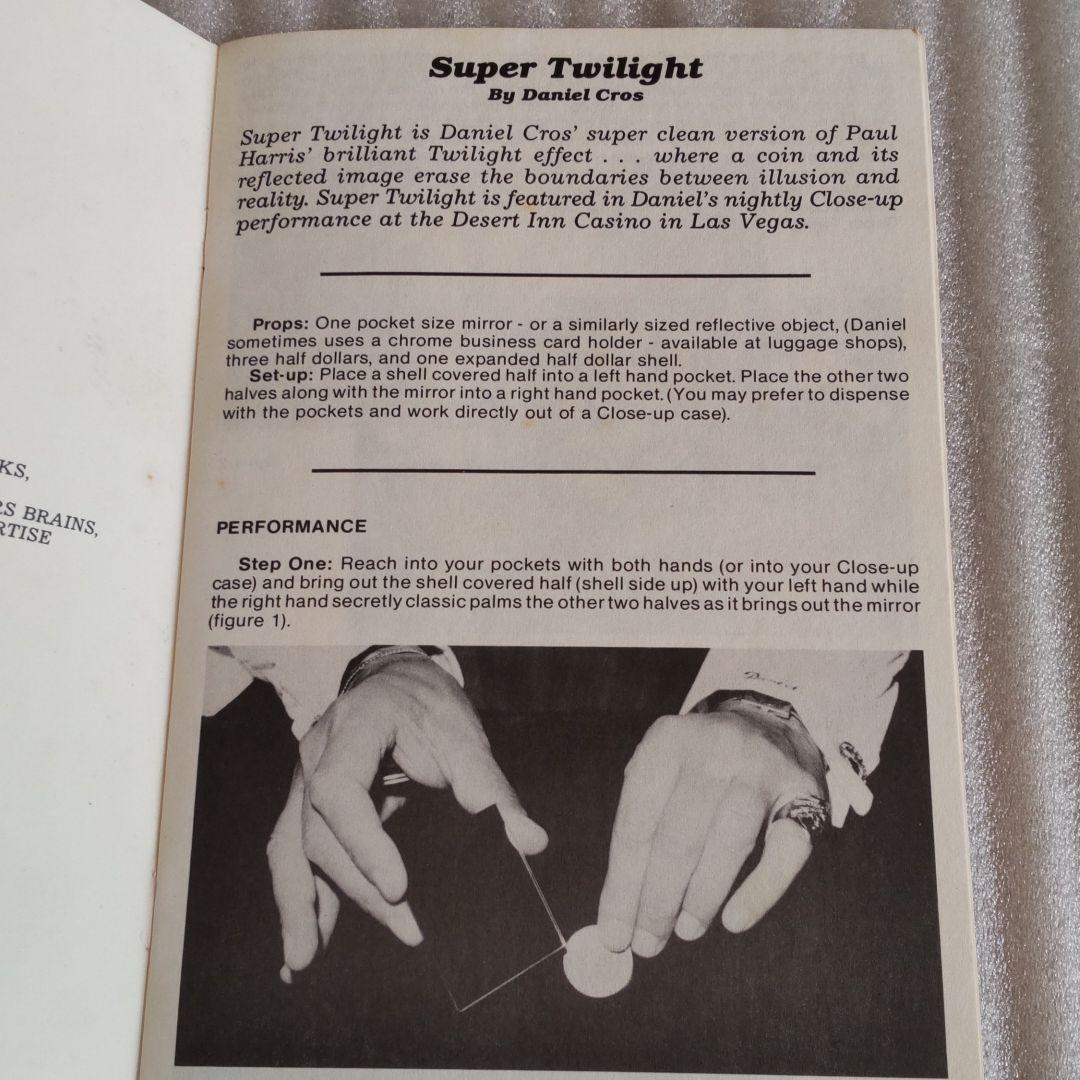 KS,
RS BRAINS,
RTISE
Super Twilight
By Daniel Cros
Super Twilight is Daniel Cros' super clean version of Paul
Harris' brilliant Twilight effect . . . where a coin and its
reflected image erase the boundaries between illusion and
reality. Super Twilight is featured in Daniel's nightly Close-up
performance at the Desert Inn Casino in Las Vegas.
Props: One pocket size mirror - or a similarly sized reflective object, (Daniel
sometimes uses a chrome business card holder - available at luggage shops),
three half dollars, and one expanded half dollar shell.
Set-up: Place a shell covered half into a left hand pocket. Place the other two
halves along with the mirror into a right hand pocket. (You may prefer to dispense
with the pockets and work directly out of a Close-up case).
PERFORMANCE
Step One: Reach into your pockets with both hands (or into your Close-up
case) and bring out the shell covered half (shell side up) with your left hand while
the right hand secretly classic palms the other two halves as it brings out the mirror
(figure 1).